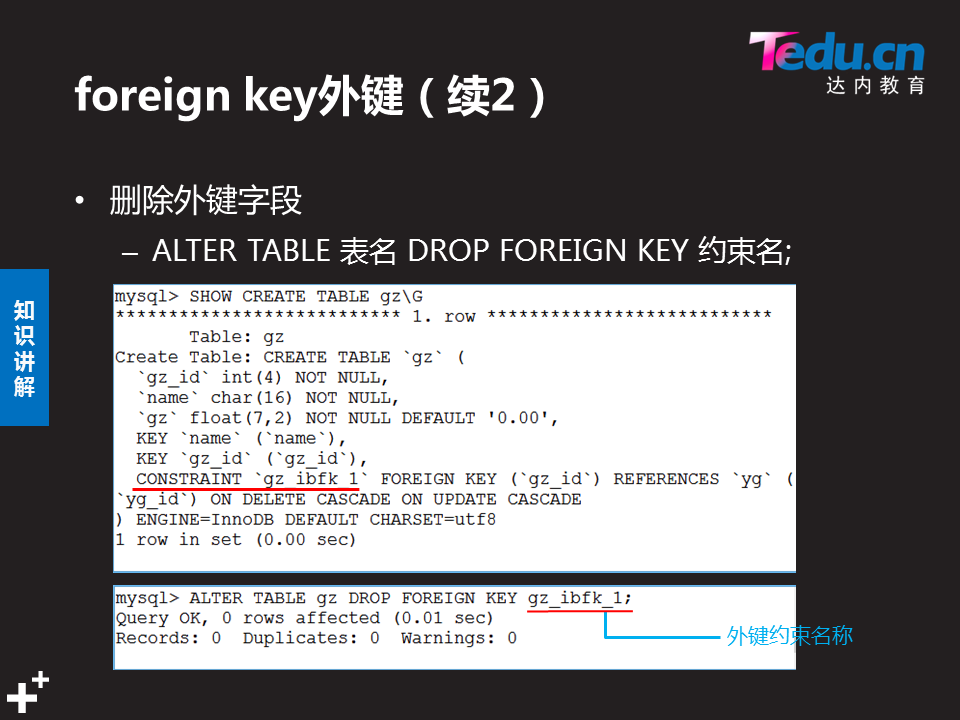 Tedu.cn
达内教育
foreign key外键（续2）
• 删除外键字段
– ALTER TABLE 表名 DROP FOREIGN KEY 约束名;
知识讲解
mysql> SHOW CREATE TABLE gz\G
*************************** 1. row ***************************
Table: gz
Create Table: CREATE TABLE `gz` (
`gz_id` int(4) NOT NULL,
`name` char(16) NOT NULL,
`gz` float(7,2) NOT NULL DEFAULT '0.00',
KEY `name` (`name`),
KEY `gz_id` (`gz_id`),
CONSTRAINT `gz_ibfk_1` FOREIGN KEY (`gz_id`) REFERENCES `yg` (
`yg_id`) ON DELETE CASCADE ON UPDATE CASCADE
) ENGINE=InnoDB DEFAULT CHARSET=utf8
1 row in set (0.00 sec)
mysql> ALTER TABLE gz DROP FOREIGN KEY gz_ibfk_1;
Query OK, 0 rows affected (0.01 sec)
Records: 0  Duplicates: 0  Warnings: 0
外键约束名称